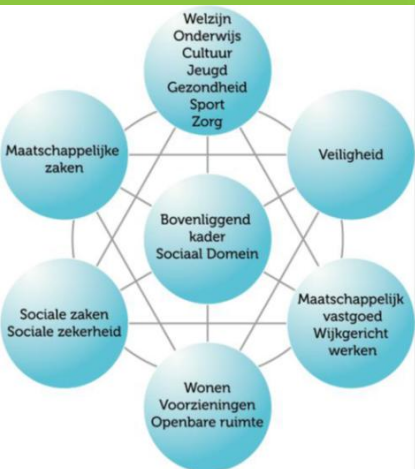 Welzijn
Onderwijs
Cultuur
Jeugd
Gezondheid
Sport
Zorg
Maatschappelijke
zaken
Veiligheid
Bovenliggend
kader
Sociaal Domein
Sociale zaken
Sociale zekerheid
Maatschappelijk
vastgoed
Wijkgericht
werken
Wonen
Voorzieningen
Openbare ruimte